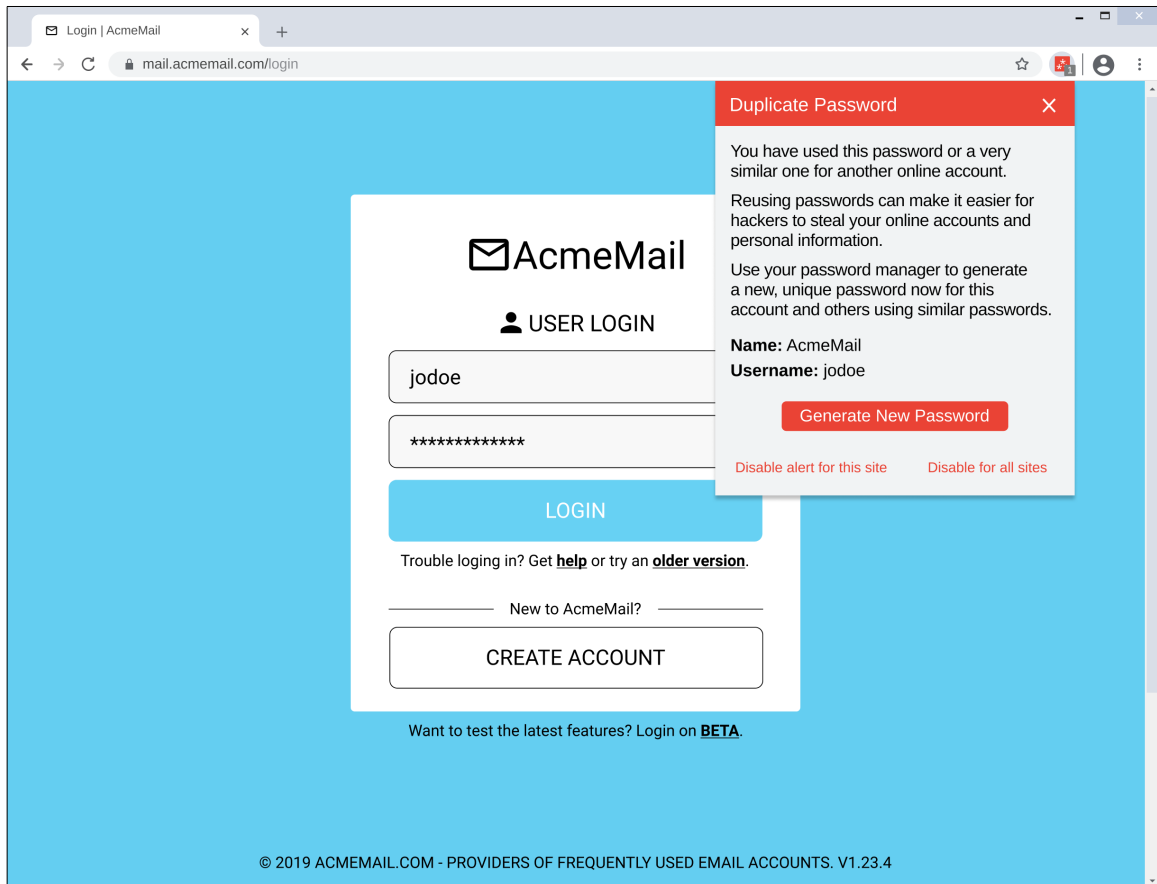 Login | AcmeMail
mail.acmemail.com/login
1
Duplicate Password
You have used this password or a very
similar one for another online account.
Reusing passwords can make it easier for
hackers to steal your online accounts and
personal information.
Use your password manager to generate
a new, unique password now for this
account and others using similar passwords.
Name: AcmeMail
Username: jodoe
Generate New Password
Disable alert for this site Disable for all sites
AcmeMail
USER LOGIN
jodoe
*************
LOGIN
Trouble loging in? Get help or try an older version.
New to AcmeMail?
CREATE ACCOUNT
Want to test the latest features? Login on BETA.
© 2019 ACMEMAIL.COM - PROVIDERS OF FREQUENTLY USED EMAIL ACCOUNTS. V1.23.4